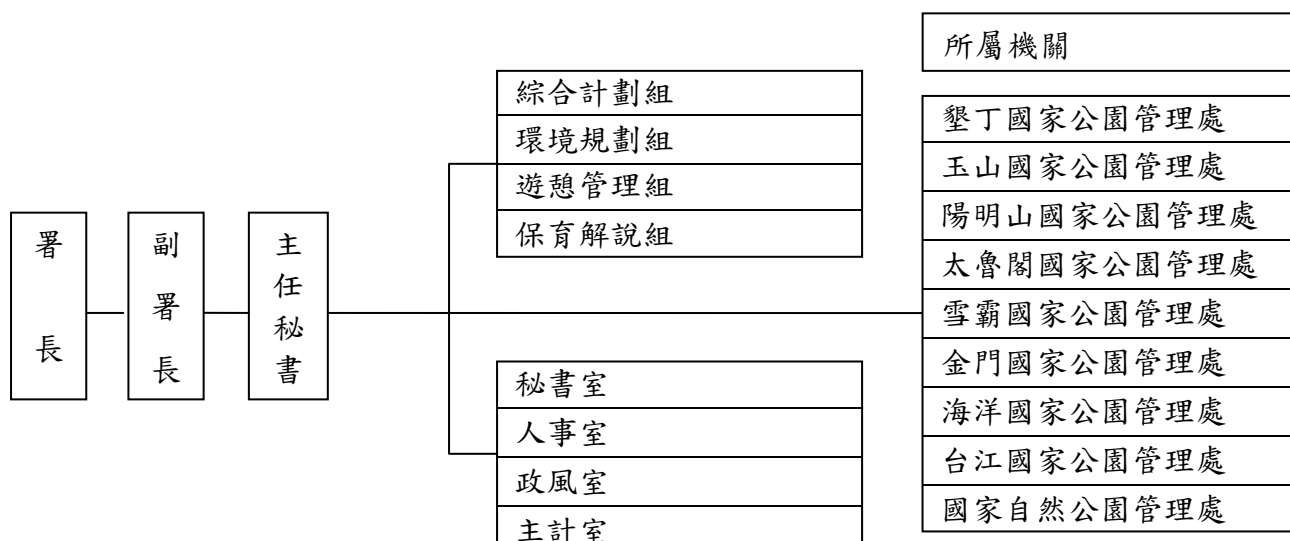 署長
副署長
主任秘書
綜合計劃組
環境規劃組
遊憩管理組
保育解說組
秘書室
人事室
政風室
主計室
所屬機關
墾丁國家公園管理處
玉山國家公園管理處
陽明山國家公園管理處
太魯閣國家公園管理處
雪霸國家公園管理處
金門國家公園管理處
海洋國家公園管理處
台江國家公園管理處
國家自然公園管理處